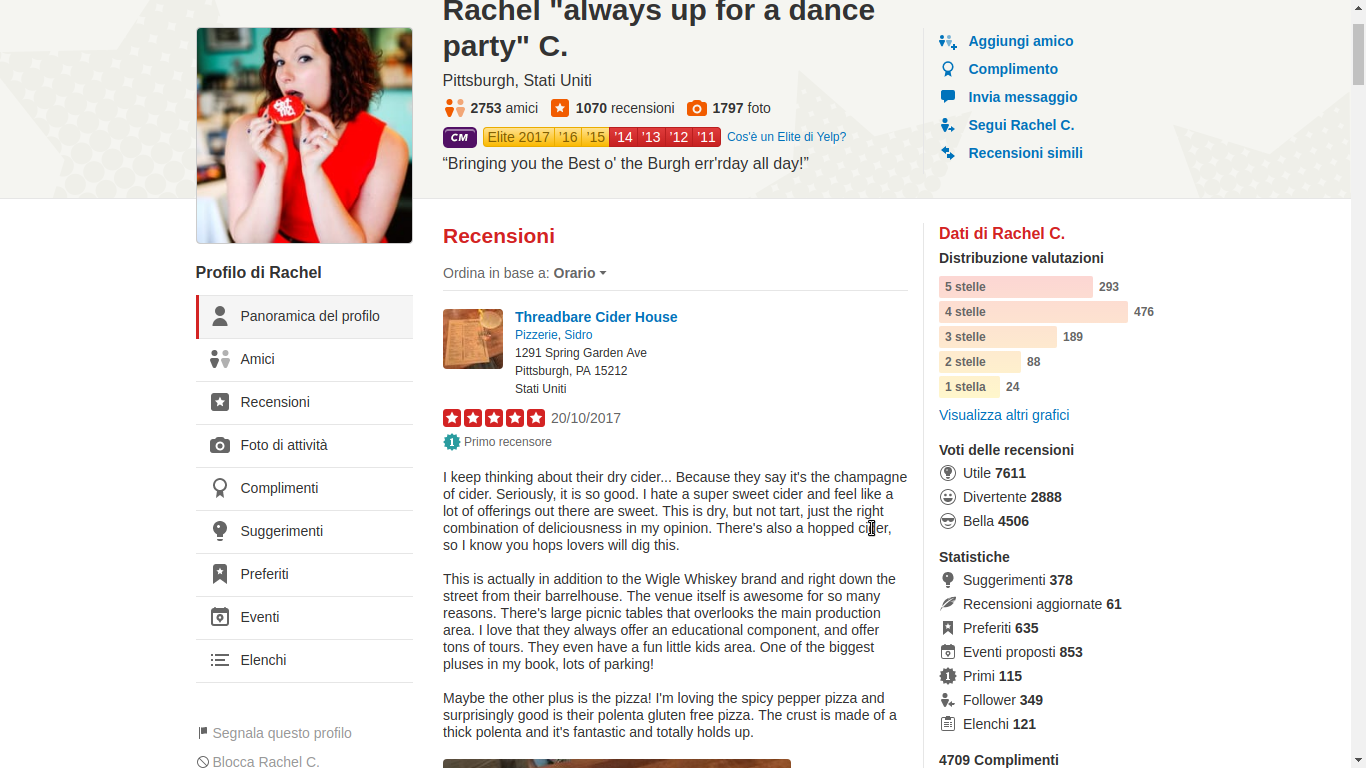 Rachel "always up for a dance
party" C.
Pittsburgh, Stati Uniti
2753 amici 1070 recensioni 1797 foto
CM Elite 2017 '16 '15 '14 '13 '12 '11 Cos'è un Elite di Yelp?
“Bringing you the Best o' the Burgh err'rday all day!”
Aggiungi amico
Complimento
Invia messaggio
Segui Rachel C.
Recensioni simili
Profilo di Rachel
Panoramica del profilo
Amici
Recensioni
Foto di attività
Complimenti
Suggerimenti
Preferiti
Eventi
Elenchi
Segnala questo profilo
Blocca Rachel C.
Recensioni
Ordina in base a: Orario
Threadbare Cider House
Pizzerie, Sidro
1291 Spring Garden Ave
Pittsburgh, PA 15212
Stati Uniti
20/10/2017
1 Primo recensore
I keep thinking about their dry cider... Because they say it's the champagne
of cider. Seriously, it is so good. I hate a super sweet cider and feel like a
lot of offerings out there are sweet. This is dry, but not tart, just the right
combination of deliciousness in my opinion. There's also a hopped cider,
so I know you hops lovers will dig this.
This is actually in addition to the Wigle Whiskey brand and right down the
street from their barrelhouse. The venue itself is awesome for so many
reasons. There's large picnic tables that overlooks the main production
area. I love that they always offer an educational component, and offer
tons of tours. They even have a fun little kids area. One of the biggest
pluses in my book, lots of parking!
Maybe the other plus is the pizza! I'm loving the spicy pepper pizza and
surprisingly good is their polenta gluten free pizza. The crust is made of a
thick polenta and it's fantastic and totally holds up.
Dati di Rachel C.
Distribuzione valutazioni
5 stelle 293
4 stelle 476
3 stelle 189
2 stelle 88
1 stella 24
Visualizza altri grafici
Voti delle recensioni
Utile 7611
Divertente 2888
Bella 4506
Statistiche
Suggerimenti 378
Recensioni aggiornate 61
Preferiti 635
Eventi proposti 853
1 Primi 115
Follower 349
Elenchi 121
4709 Complimenti